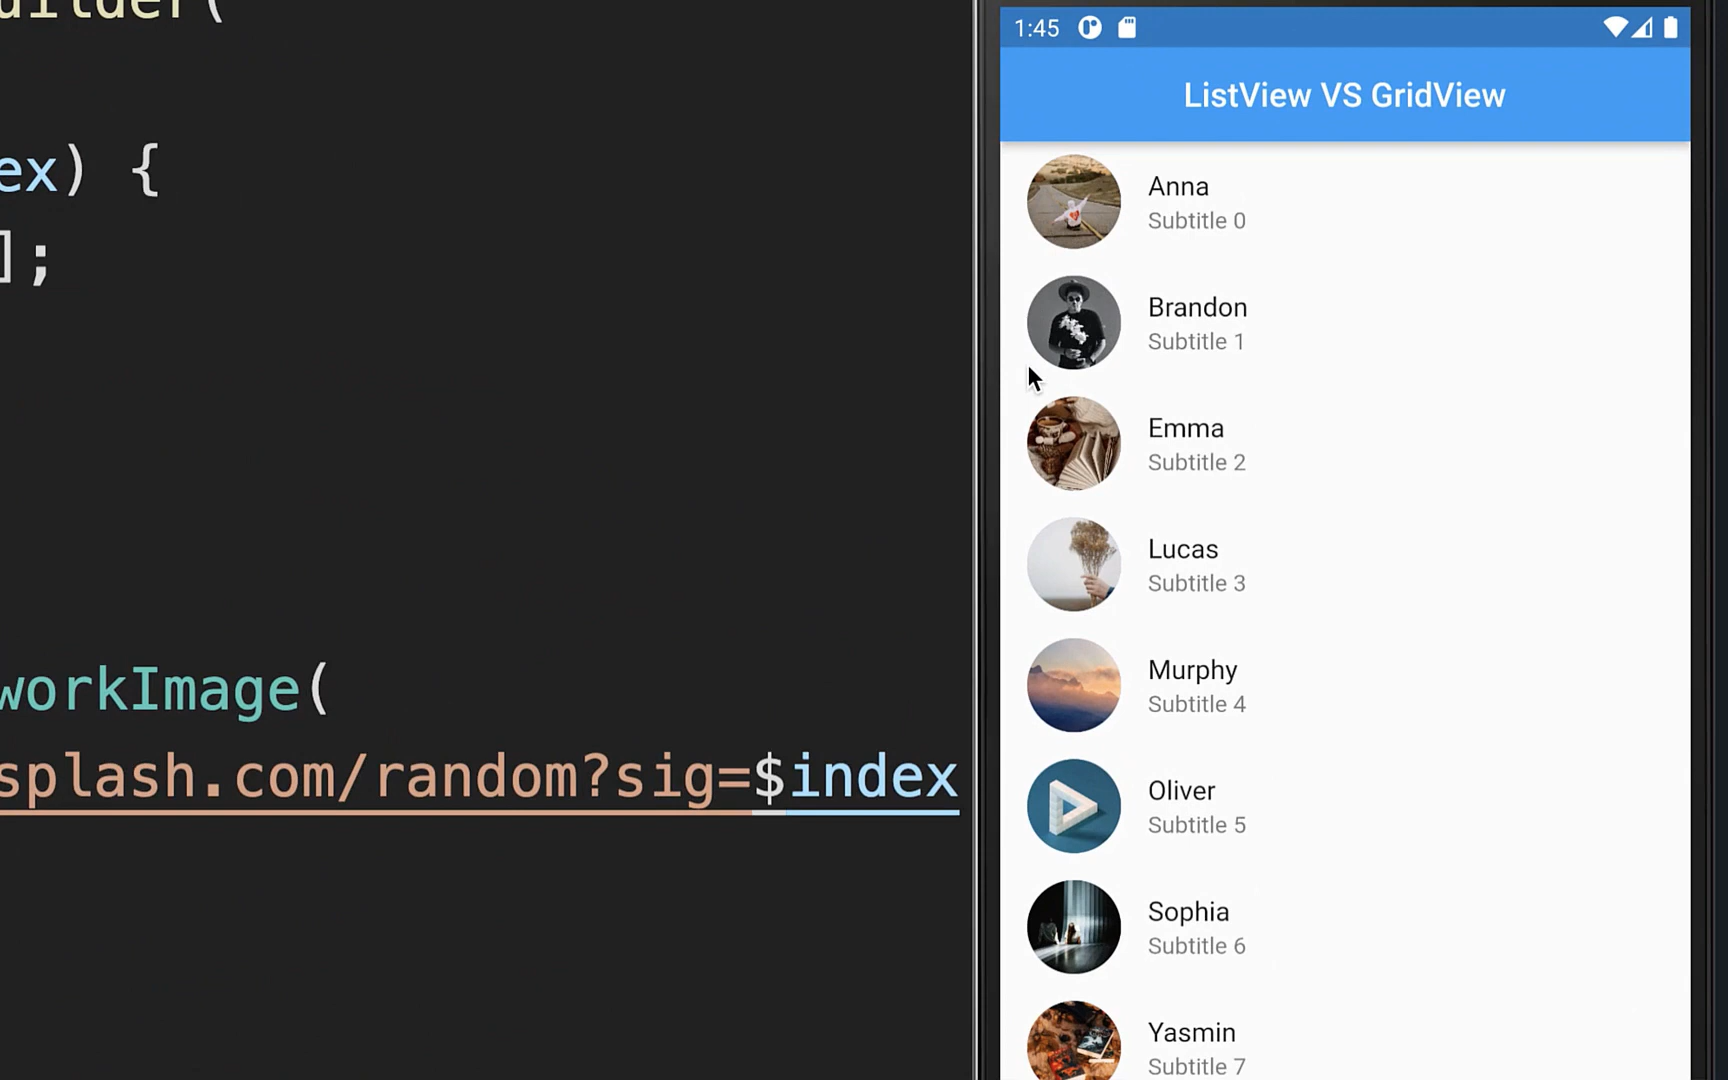 uilder(
ex) {
];
workImage(
splash.com/random?sig=$index
1:45
ListView VS GridView
Anna
Subtitle 0
Brandon
Subtitle 1
Emma
Subtitle 2
Lucas
Subtitle 3
Murphy
Subtitle 4
Oliver
Subtitle 5
Sophia
Subtitle 6
Yasmin
Subtitle 7